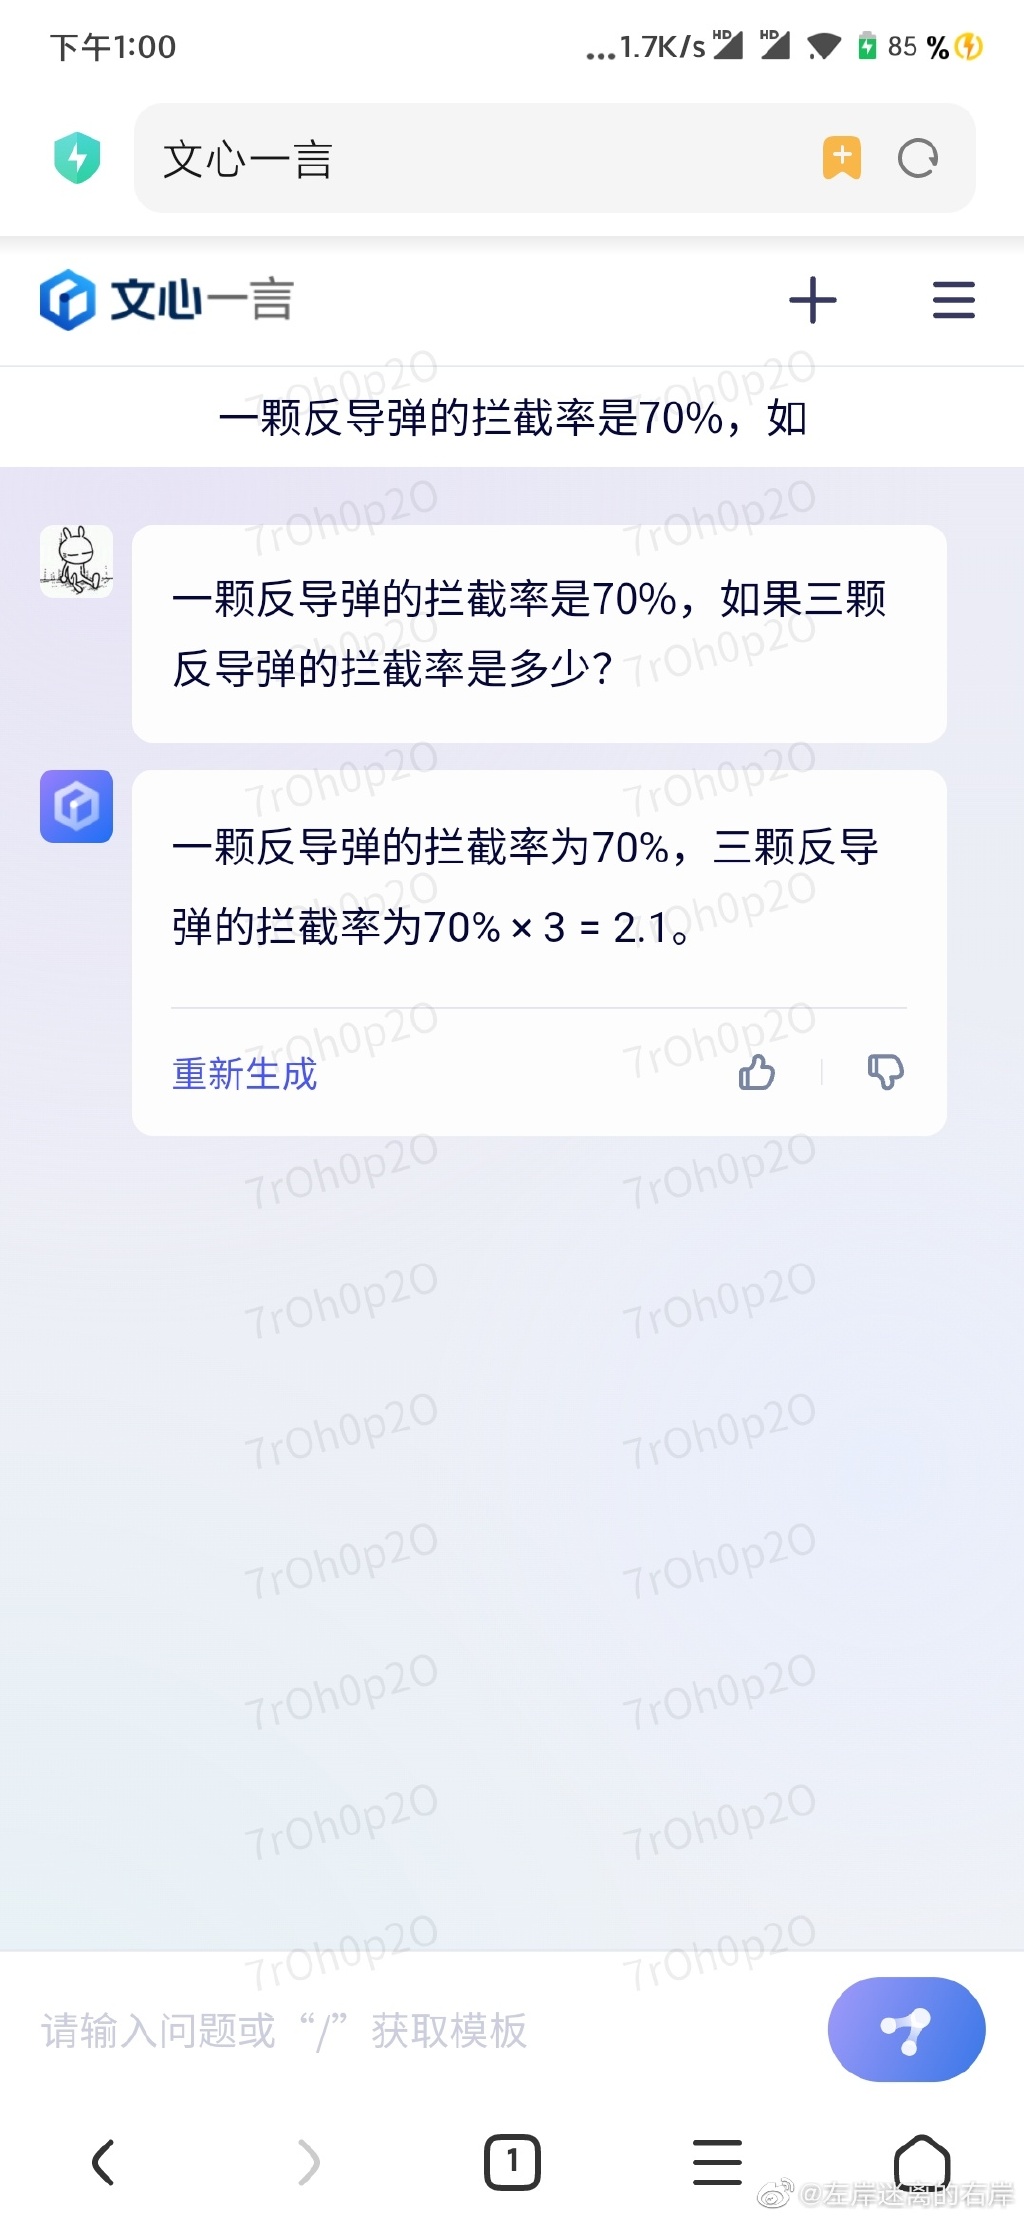 下午1:00
...1.7K/s HD HD 85 %
文心一言
文心一言
一颗反导弹的拦截率是70%，如
一颗反导弹的拦截率是70%，如果三颗
反导弹的拦截率是多少？
一颗反导弹的拦截率为70%，三颗反导
弹的拦截率为70% × 3 = 2.1。
重新生成
7rOh0p2O
请输入问题或“/”获取模板
1
@左岸迷离的右岸